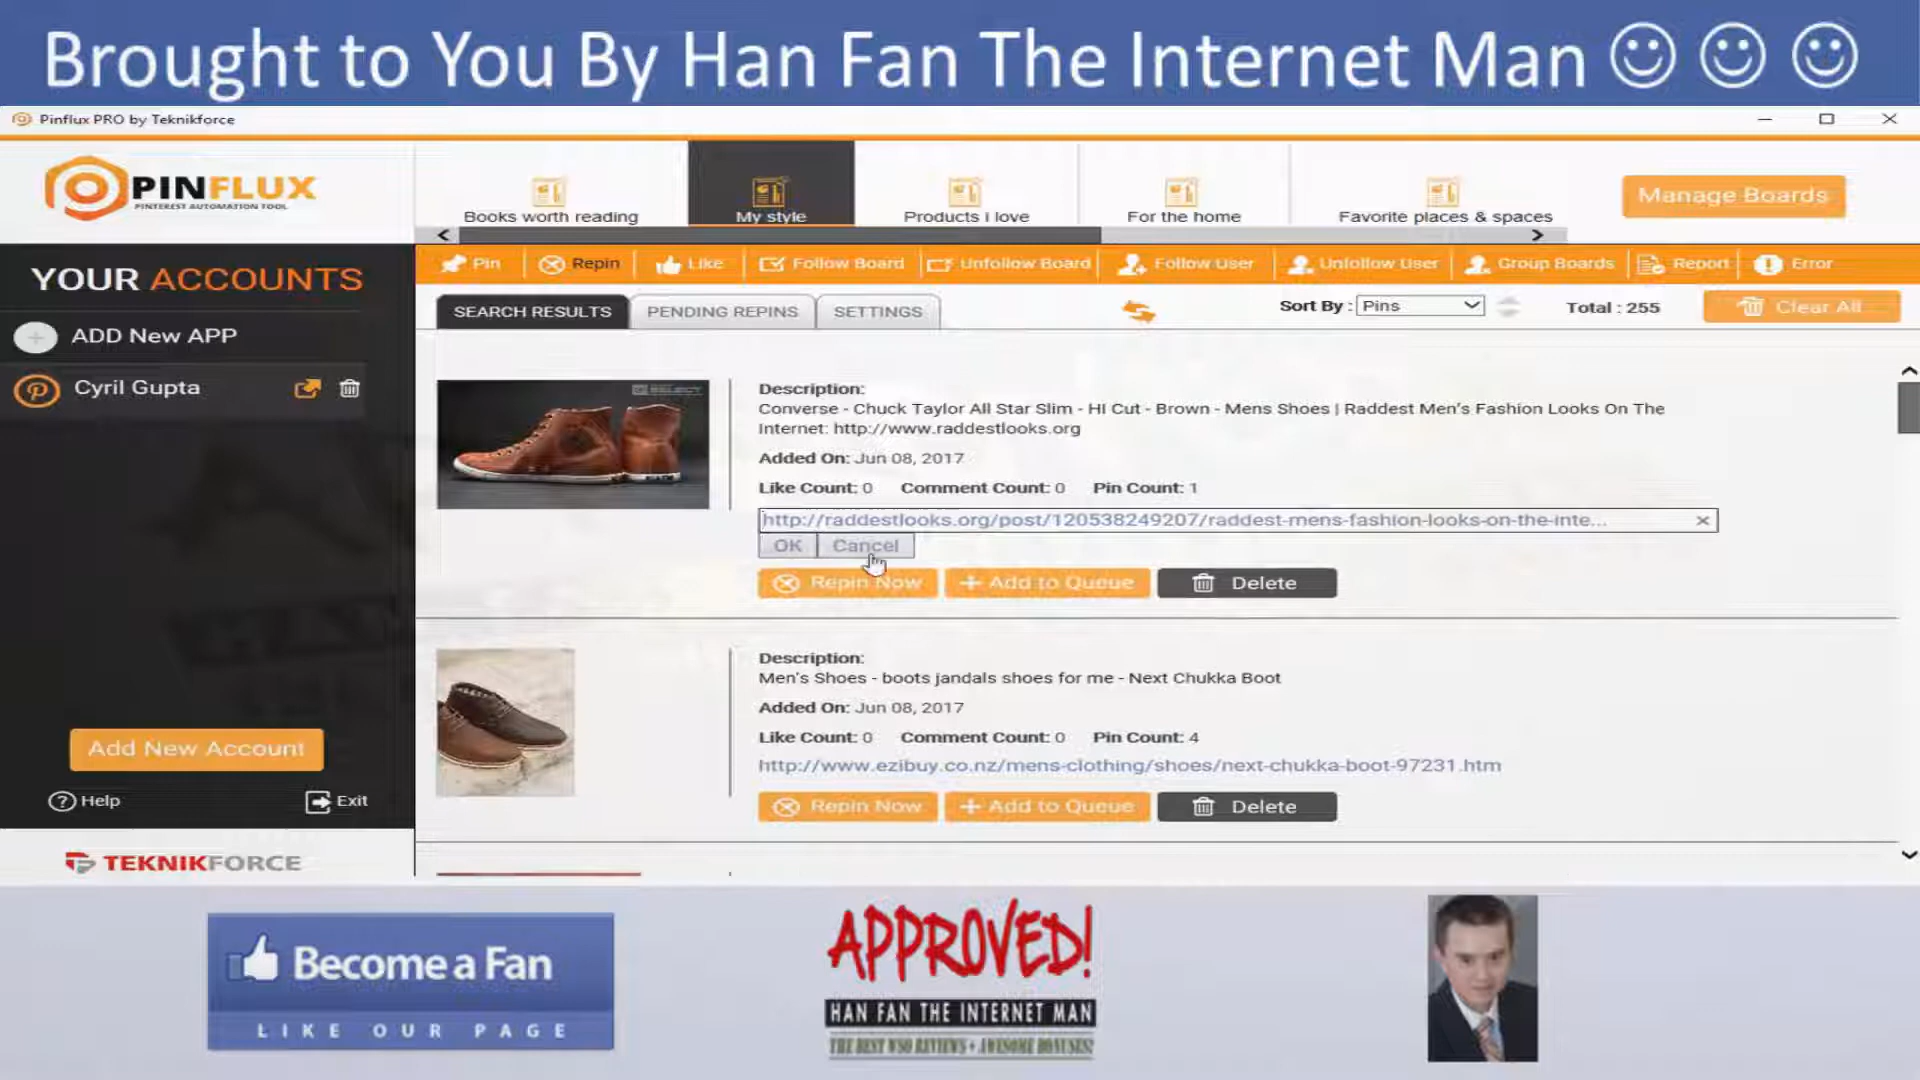 Brought to You By Han Fan The Internet Man
Pinflux PRO by Teknikforce
PINFLUX
PINTEREST AUTOMATION TOOL
Books worth reading
My style
Products i love
For the home
Favorite places & spaces
Manage Boards
YOUR ACCOUNTS
ADD New APP
Cyril Gupta
Add New Account
Help
Exit
TEKNIKFORCE
Pin
Repin
Like
Follow Board
Unfollow Board
Follow User
Unfollow User
Group Boards
Report
Error
SEARCH RESULTS
PENDING REPINS
SETTINGS
Sort By : Pins
Total : 255
Clear All
Description:
Converse - Chuck Taylor All Star Slim - HI Cut - Brown - Mens Shoes | Raddest Men's Fashion Looks On The
Internet: http://www.raddestlooks.org
Added On: Jun 08, 2017
Like Count: 0 Comment Count: 0 Pin Count: 1
http://raddestlooks.org/post/120538249207/raddest-mens-fashion-looks-on-the-inte...
OK Cancel
Repin Now Add to Queue Delete
Description:
Men's Shoes - boots jandals shoes for me - Next Chukka Boot
Added On: Jun 08, 2017
Like Count: 0 Comment Count: 0 Pin Count: 4
http://www.ezibuy.co.nz/mens-clothing/shoes/next-chukka-boot-97231.htm
Repin Now Add to Queue Delete
Become a Fan
LIKE OUR PAGE
APPROVED!
HAN FAN THE INTERNET MAN
THE BEST WSO REVIEWS + AWESOME BONUSES!